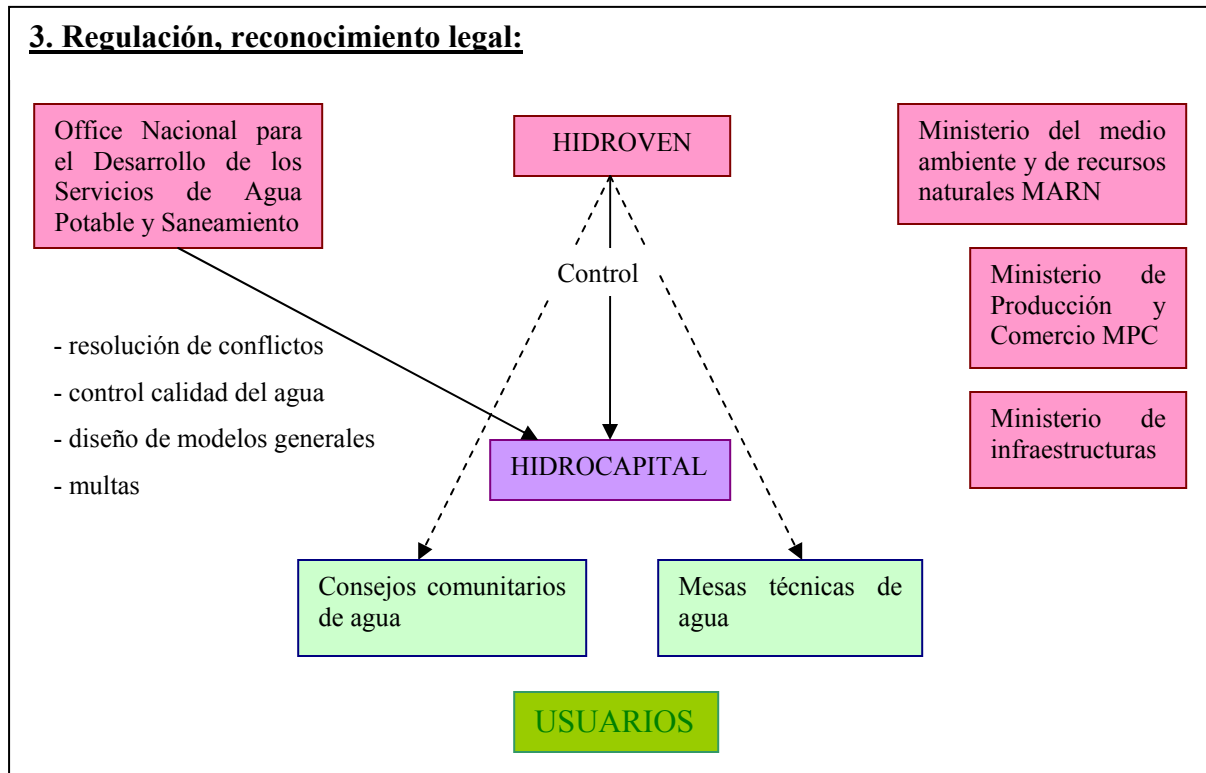 3. Regulación, reconocimiento legal:
Office Nacional para
el Desarrollo de los
Servicios de Agua
Potable y Saneamiento
HIDROVEN
Ministerio del medio
ambiente y de recursos
naturales MARN
Ministerio de
Producción y
Comercio MPC
Ministerio de
infraestructuras
Control
- resolución de conflictos
- control calidad del agua
- diseño de modelos generales
- multas
HIDROCAPITAL
Consejos comunitarios
de agua
Mesas técnicas de
agua
USUARIOS